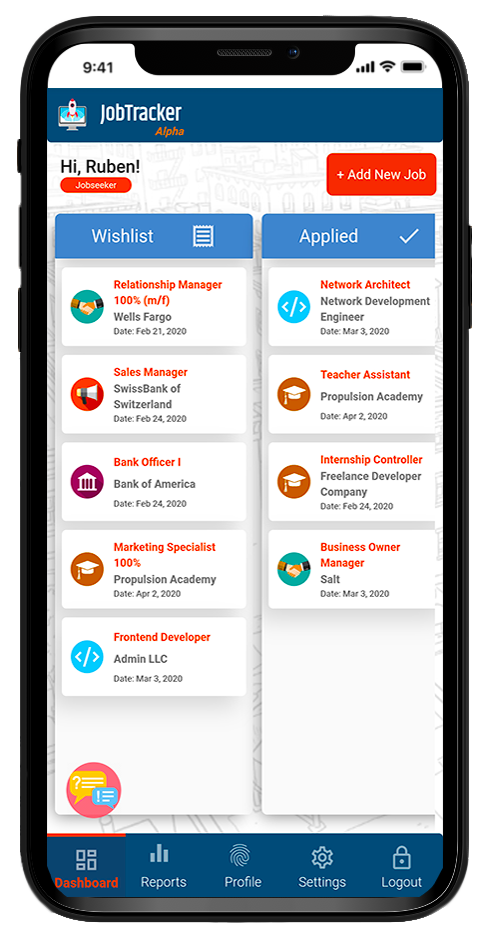 9:41
JobTracker
Alpha
Hi, Ruben!
Jobseeker
+ Add New Job
Wishlist
Relationship Manager
100% (m/f)
Wells Fargo
Date: Feb 21, 2020
Sales Manager
SwissBank of
Switzerland
Date: Feb 24, 2020
Bank Officer I
Bank of America
Date: Feb 24, 2020
Marketing Specialist
100%
Propulsion Academy
Date: Apr 2, 2020
Frontend Developer
Admin LLC
Date: Mar 3, 2020
Applied
Network Architect
Network Development
Engineer
Date: Mar 3, 2020
Teacher Assistant
Propulsion Academy
Date: Apr 2, 2020
Internship Controller
Freelance Developer
Company
Date: Feb 24, 2020
Business Owner
Manager
Salt
Date: Mar 3, 2020
Dashboard
Reports
Profile
Settings
Logout